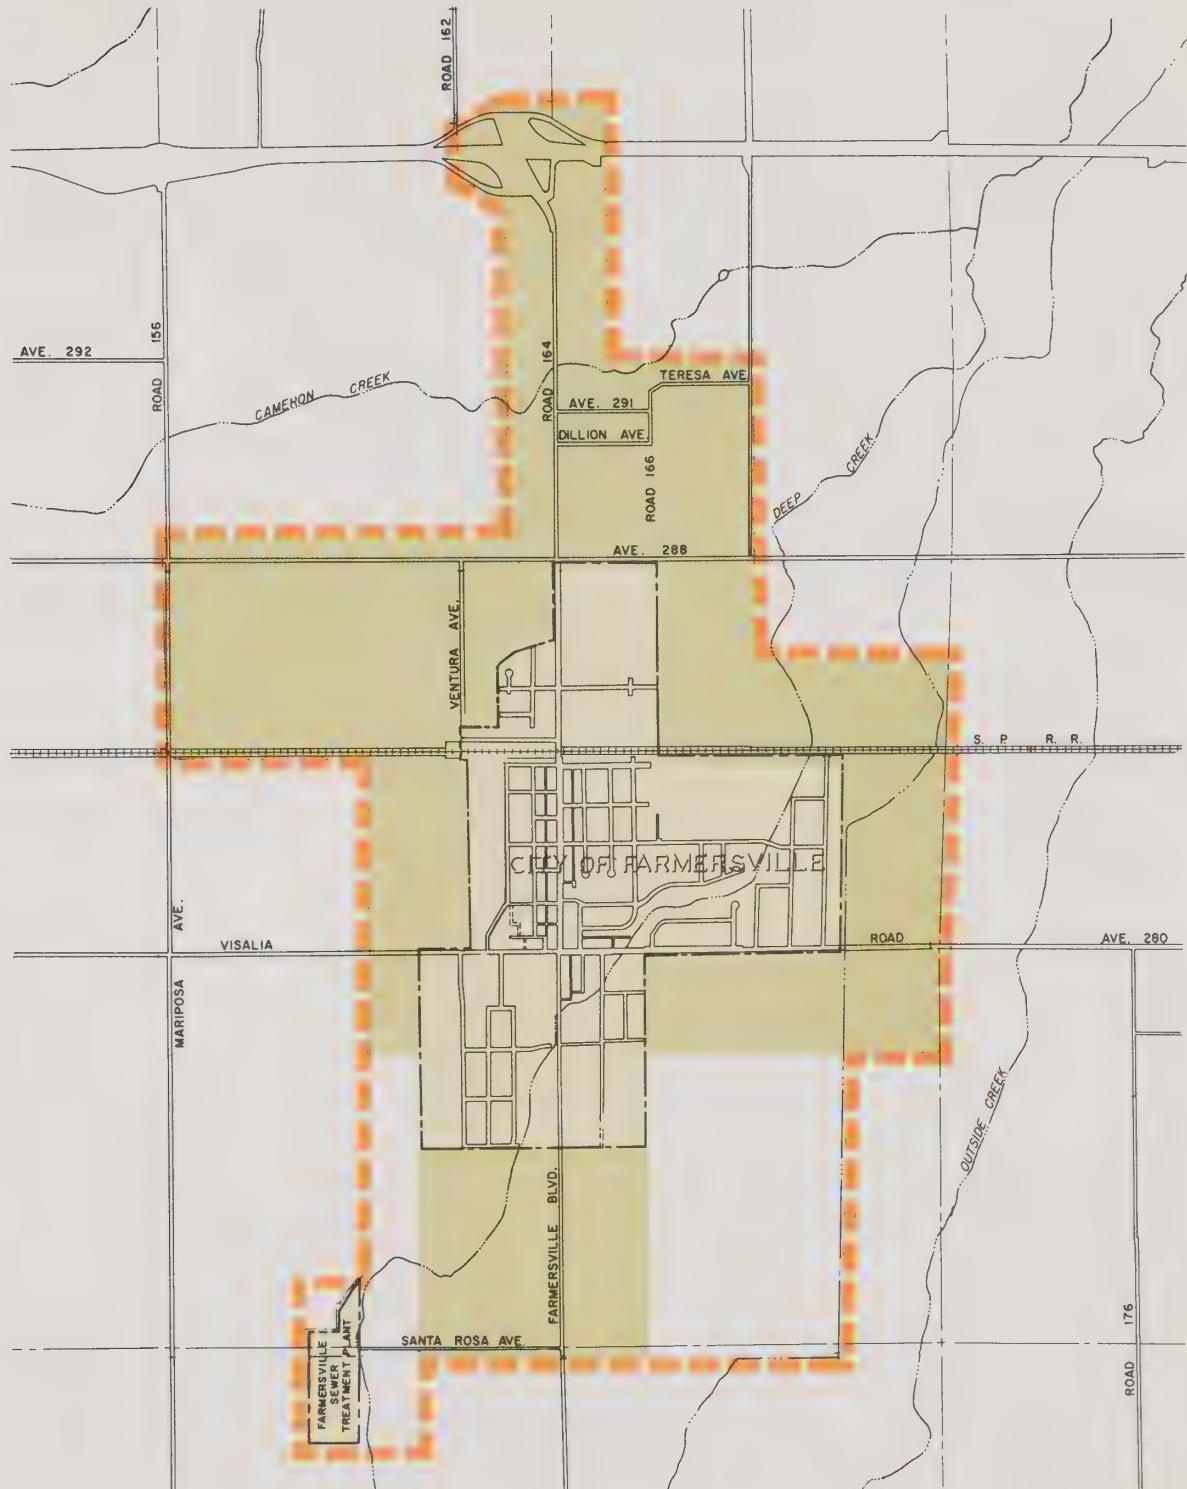 ROAD 162
AVE. 292
ROAD 156
CAMERON CREEK
ROAD 164
TERESA AVE
AVE. 291
DILLION AVE.
ROAD 166
DEEP CREEK
AVE. 288
VENTURA AVE.
S. P. R. R.
CITY OF FARMERSVILLE
MARIPOSA AVE.
VISALIA ROAD AVE. 280
OUTSIDE CREEK
FARMERSVILLE BLVD.
SANTA ROSA AVE
FARMERSVILLE
SEWER
TREATMENT PLANT
ROAD 176